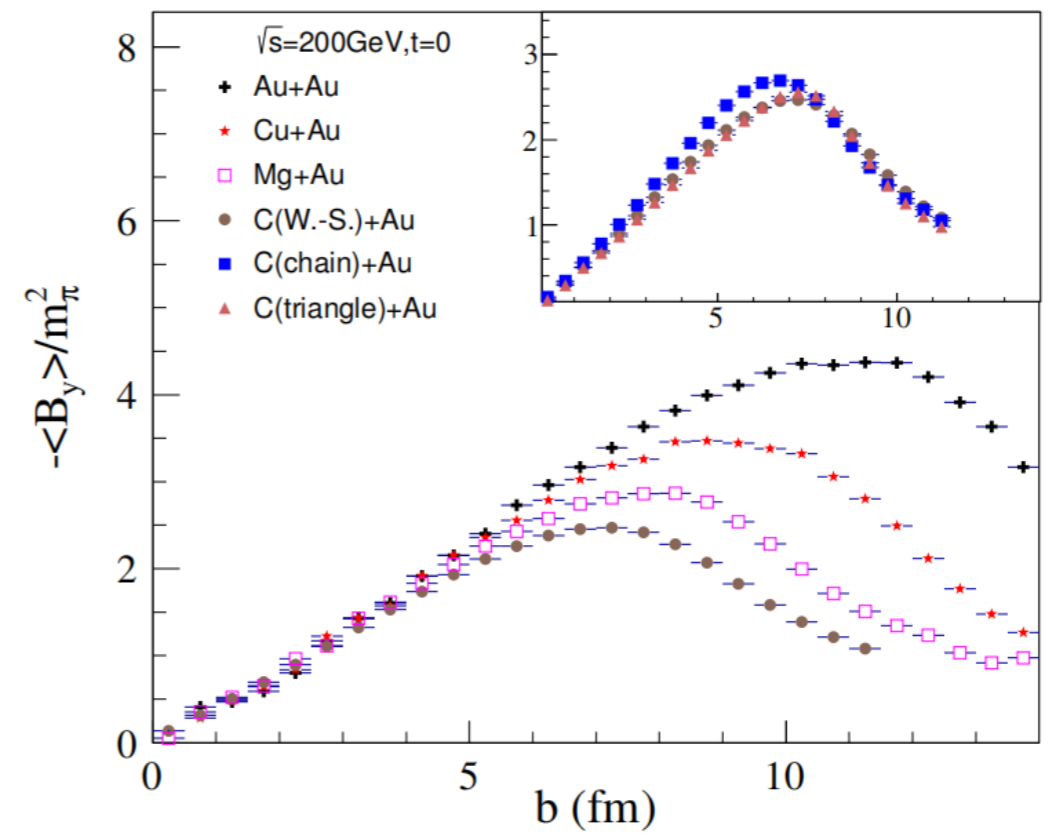 8
6
4
2
0
-<B_y>/m_π^2
√s=200GeV,t=0
Au+Au
Cu+Au
Mg+Au
C(W.-S.)+Au
C(chain)+Au
C(triangle)+Au
3
2
1
5 10
0 5 10
b (fm)